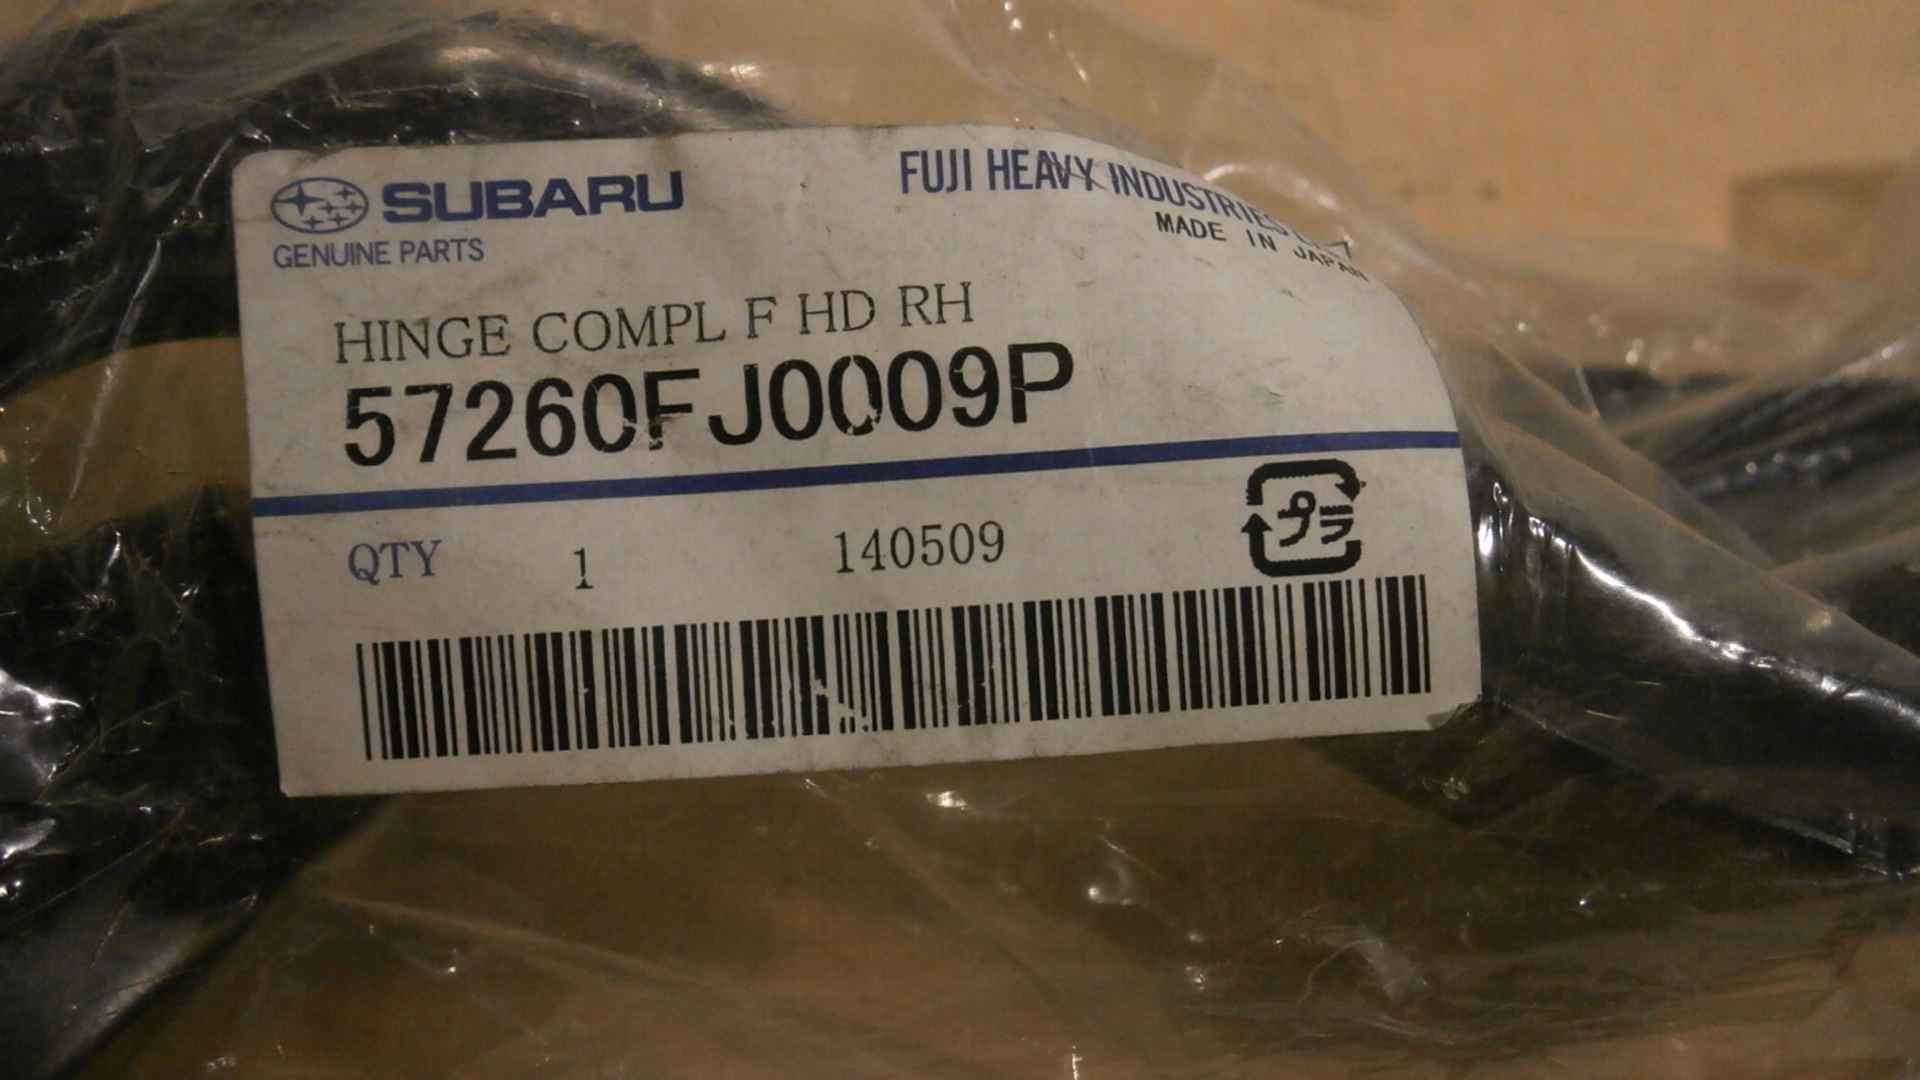 SUBARU
GENUINE PARTS
FUJI HEAVY INDUSTRIES
MADE IN JAPAN
HINGE COMPL F HD RH
57260FJ0009P
QTY 1 140509
プラ